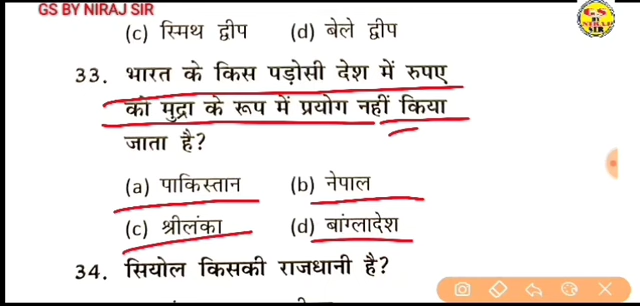 GS BY NIRAJ SIR
(c) स्मिथ द्वीप (d) बेले द्वीप
33. भारत के किस पड़ोसी देश में रुपए
को मुद्रा के रूप में प्रयोग नहीं किया
जाता है?
(a) पाकिस्तान (b) नेपाल
(c) श्रीलंका (d) बांग्लादेश
34. सियोल किसकी राजधानी है?